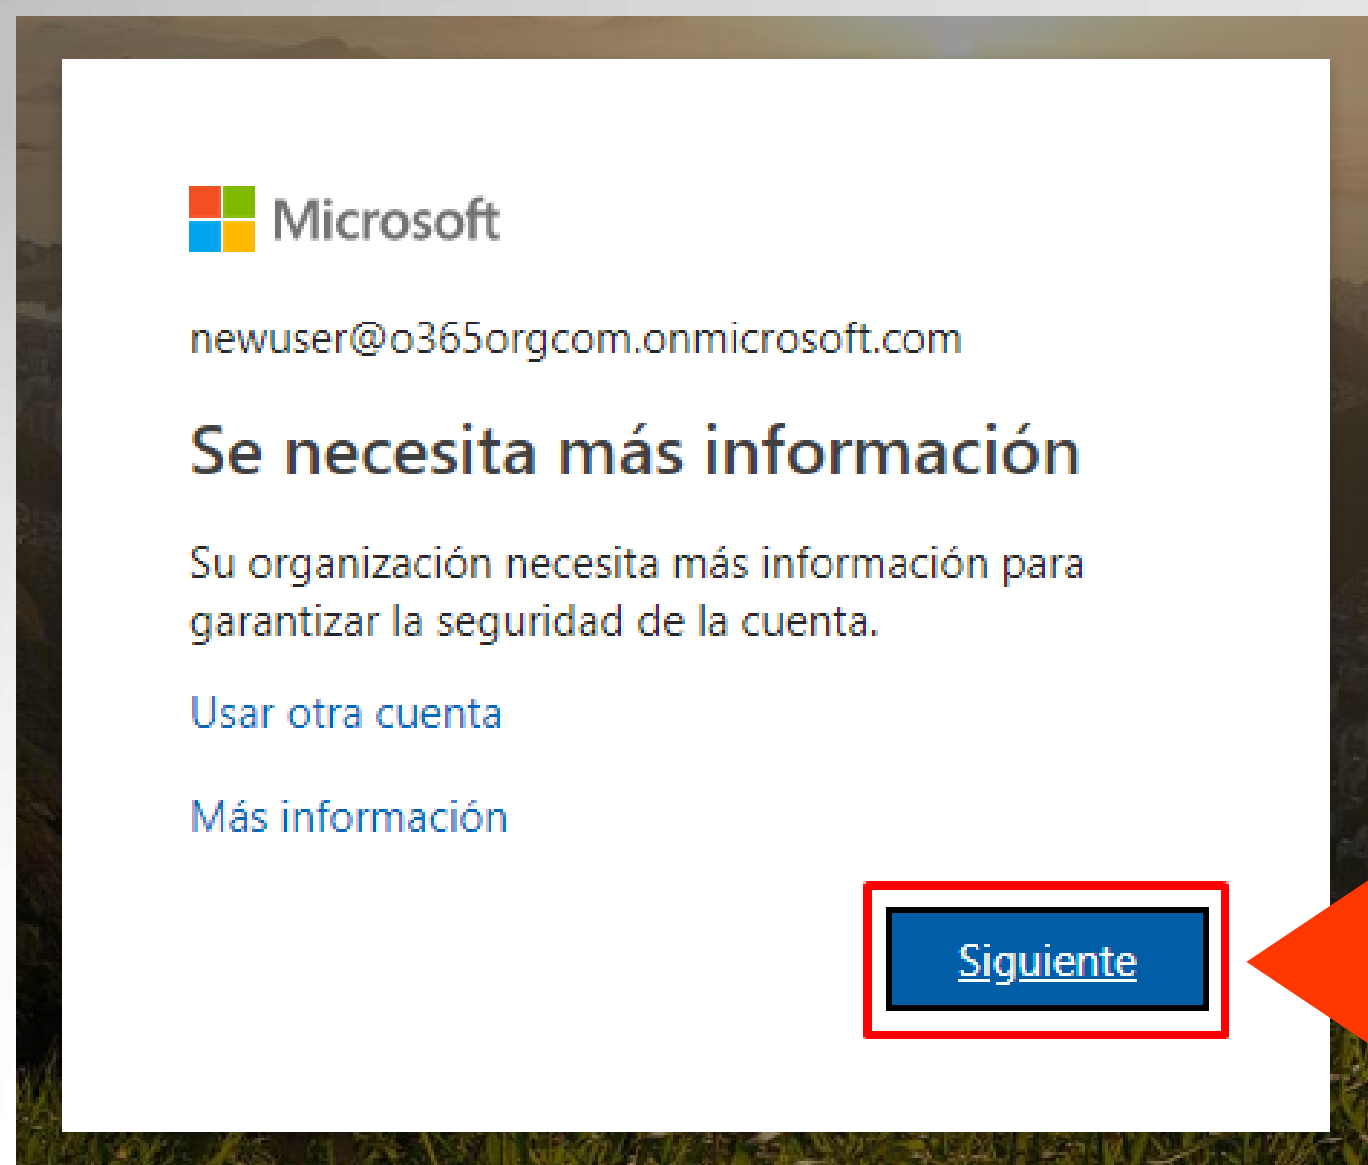 Microsoft
newuser@o365orgcom.onmicrosoft.com
Se necesita más información
Su organización necesita más información para
garantizar la seguridad de la cuenta.
Usar otra cuenta
Más información
Siguiente